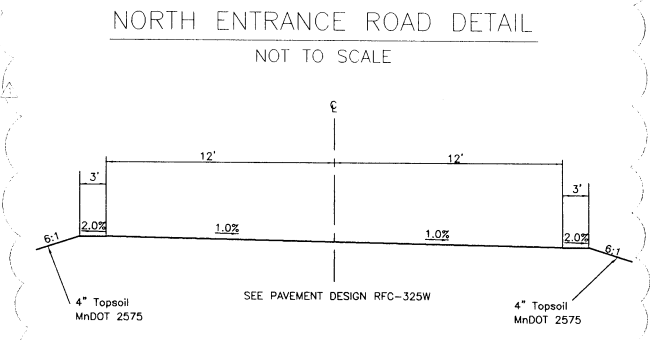 NORTH ENTRANCE ROAD DETAIL
NOT TO SCALE
℄
12' 12'
3' 3'
6:1 2.0% 1.0% 1.0% 2.0% 6:1
4" Topsoil
MnDOT 2575
SEE PAVEMENT DESIGN RFC-325W
4" Topsoil
MnDOT 2575